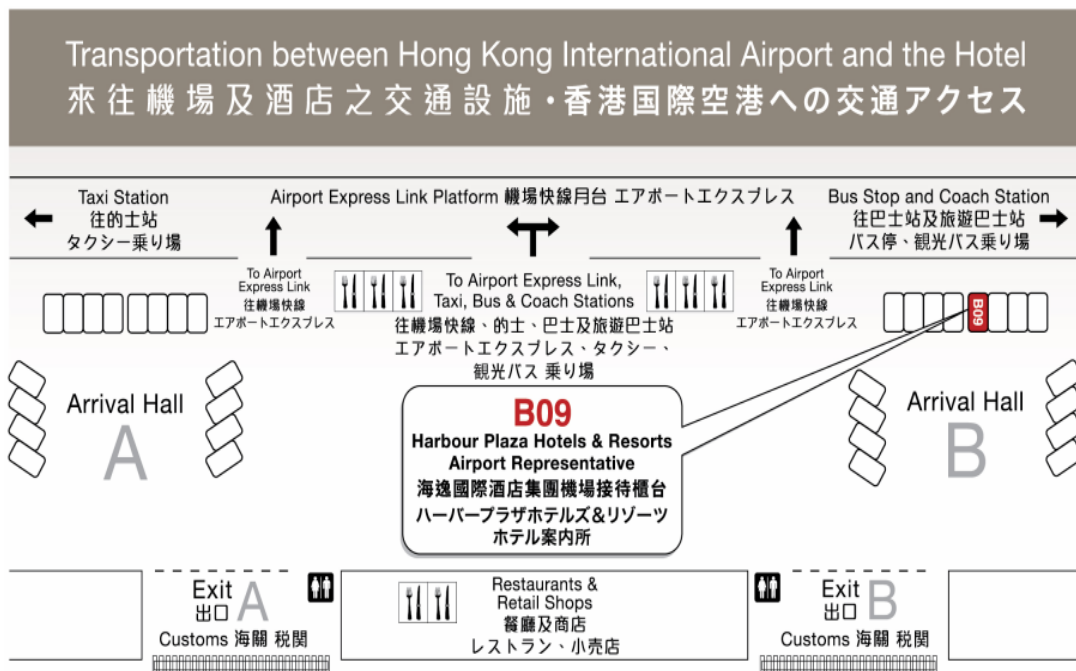 Transportation between Hong Kong International Airport and the Hotel
來往機場及酒店之交通設施・香港国際空港への交通アクセス
Taxi Station
往的士站
タクシー乗り場
Airport Express Link Platform 機場快線月台 エアポートエクスプレス
Bus Stop and Coach Station
往巴士站及旅遊巴士站
バス停、観光バス乗り場
To Airport
Express Link
往機場快線
エアポートエクスプレス
To Airport Express Link,
Taxi, Bus & Coach Stations
往機場快線、的士、巴士及旅遊巴士站
エアポートエクスプレス、タクシー、
観光バス 乗り場
To Airport
Express Link
往機場快線
エアポートエクスプレス
B09
Arrival Hall
A
B09
Harbour Plaza Hotels & Resorts
Airport Representative
海逸國際酒店集團機場接待櫃台
ハーバープラザホテルズ&リゾーツ
ホテル案内所
Arrival Hall
B
Exit
出口
A
Customs 海關 税関
Restaurants &
Retail Shops
餐廳及商店
レストラン、小売店
Exit
出口
B
Customs 海關 税関